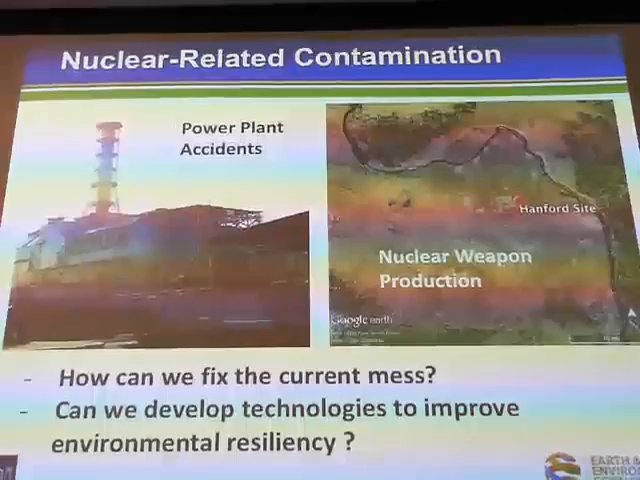 Nuclear-Related Contamination
Power Plant
Accidents
Hanford Site
Nuclear Weapon
Production
Google earth
- How can we fix the current mess?
- Can we develop technologies to improve
environmental resiliency ?
EARTH &